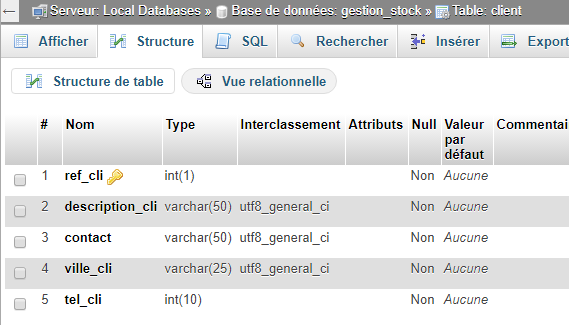 Serveur: Local Databases » Base de données: gestion_stock » Table: client
Afficher Structure SQL Rechercher Insérer Export
Structure de table Vue relationnelle
# Nom Type Interclassement Attributs Null Valeur par défaut Commentai
1 ref_cli int(1) Non Aucune
2 description_cli varchar(50) utf8_general_ci Non Aucune
3 contact varchar(50) utf8_general_ci Non Aucune
4 ville_cli varchar(25) utf8_general_ci Non Aucune
5 tel_cli int(10) Non Aucune